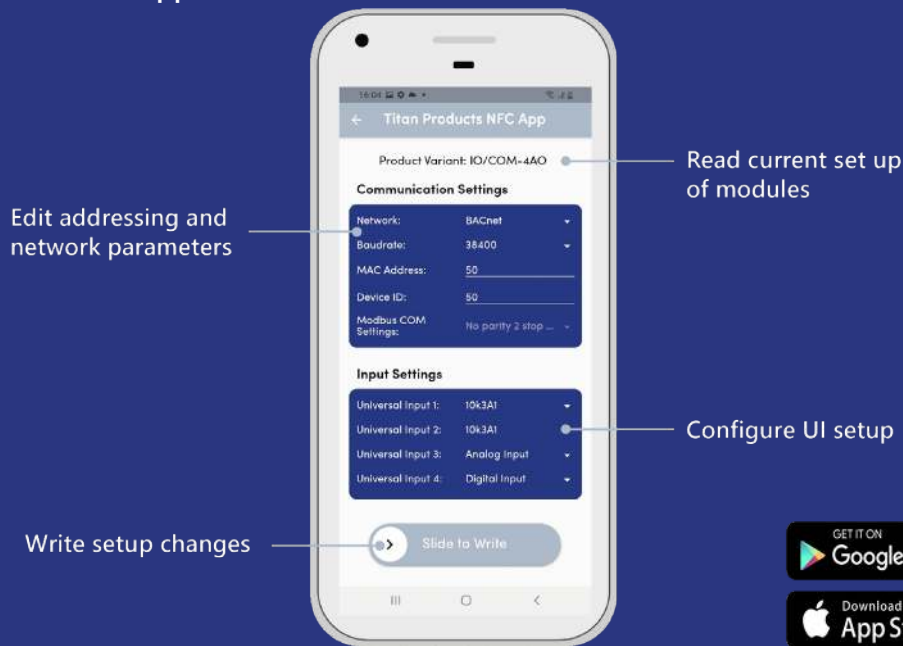 16:04
Titan Products NFC App
Product Variant: IO/COM-4AO
Read current set up
of modules
Communication Settings
Edit addressing and
network parameters
Network: BACnet
Baudrate: 38400
MAC Address: 50
Device ID: 50
Modbus COM
Settings: No parity 2 stop ...
Input Settings
Universal Input 1: 10k3A1
Universal Input 2: 10k3A1
Configure UI setup
Universal Input 3: Analog Input
Universal Input 4: Digital Input
Write setup changes
Slide to Write
GET IT ON
Google
Download
App S